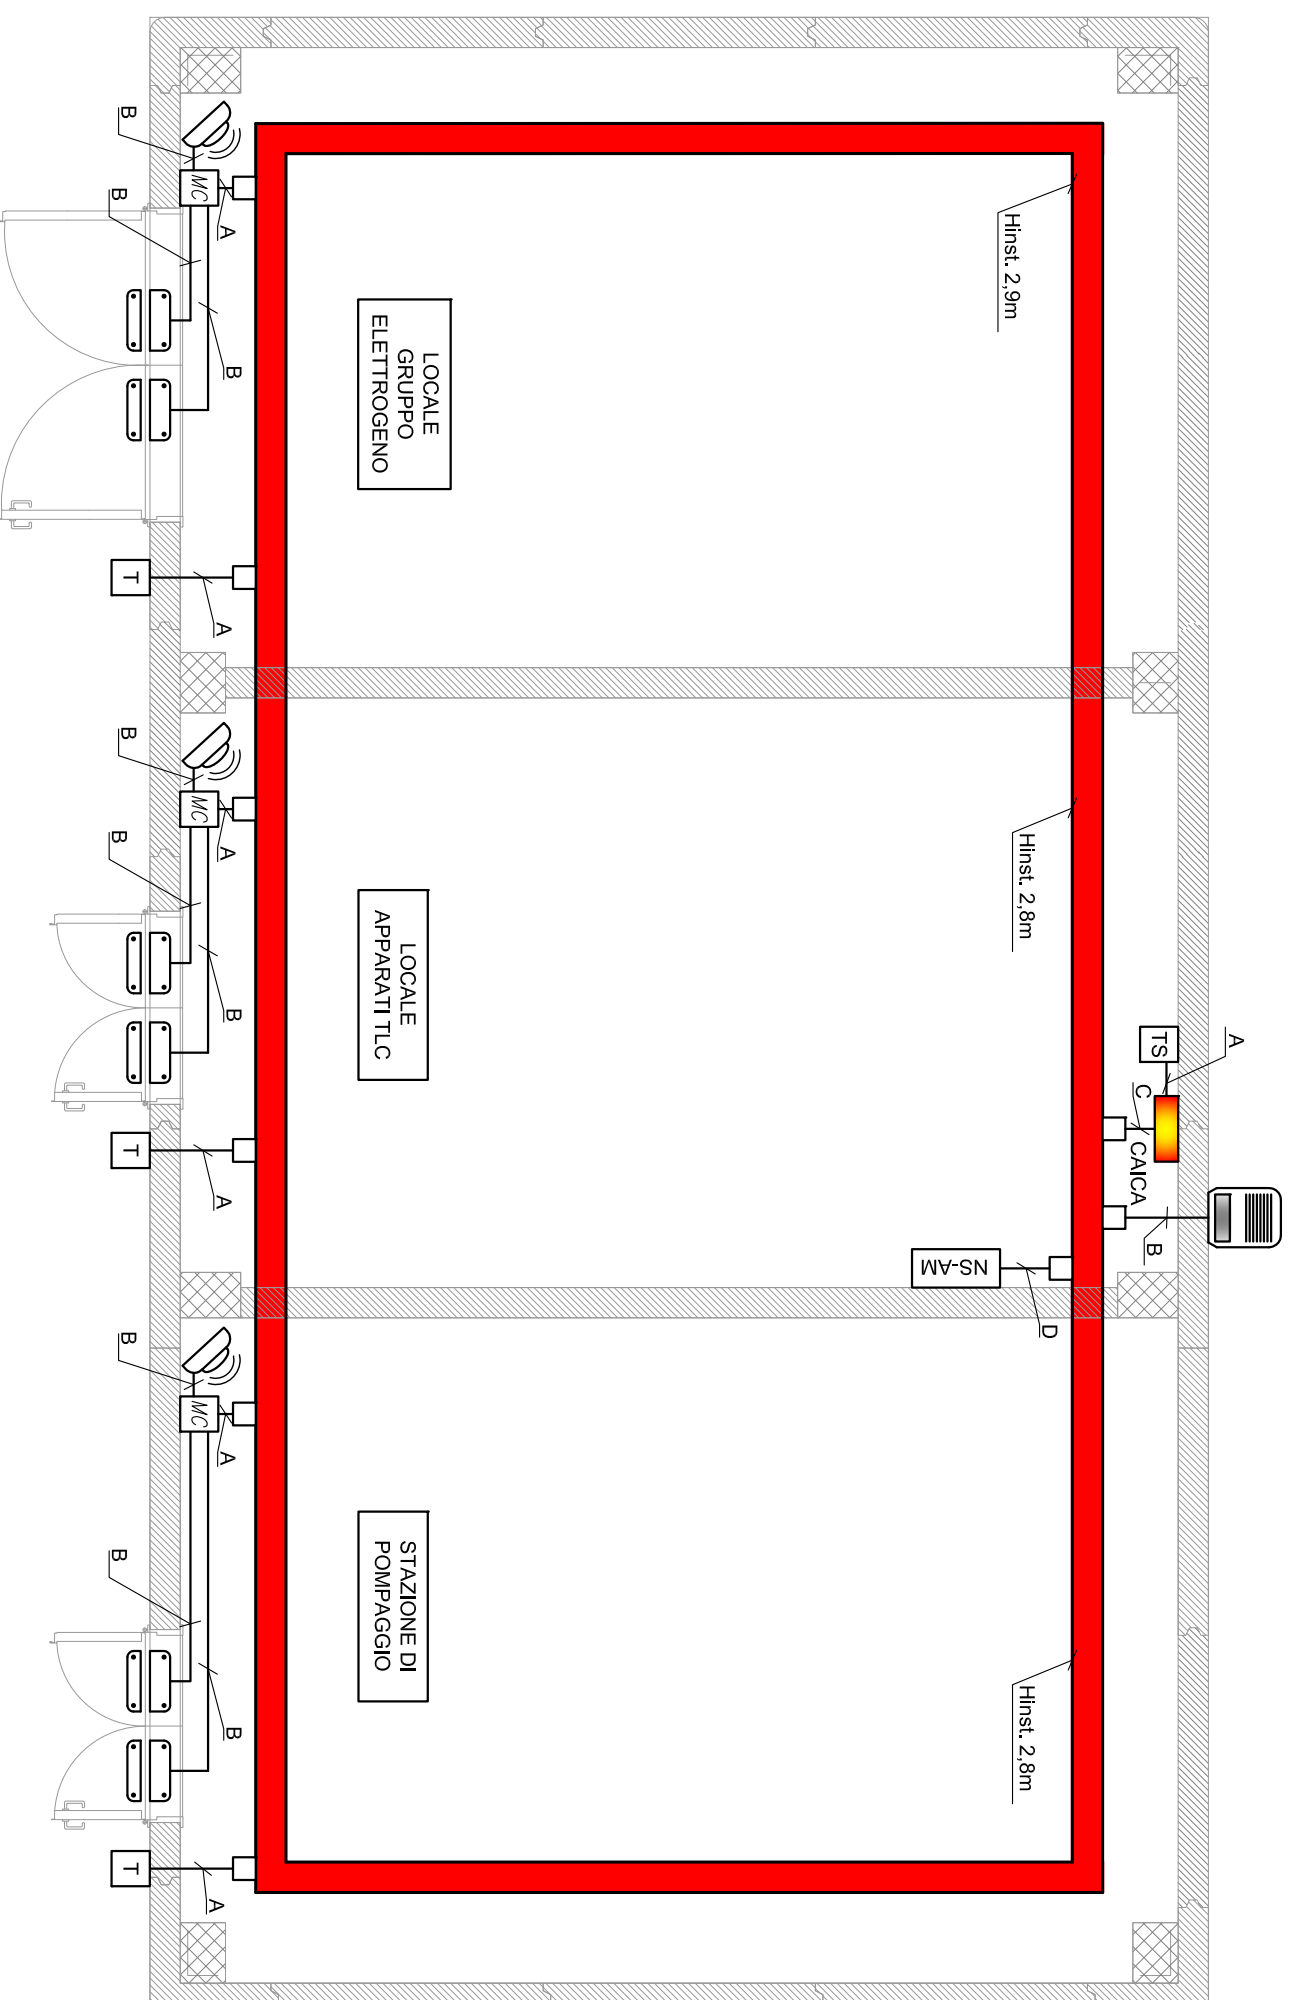 B
B
MC
A
B
Hinst. 2,9m
LOCALE
GRUPPO
ELETTROGENO
T
A
B
B
MC
A
B
Hinst. 2,8m
LOCALE
APPARATI TLC
A
TS
C
CAICA
B
T
A
NS-AM
D
B
MC
A
B
B
Hinst. 2,8m
STAZIONE DI
POMPAGGIO
T
A